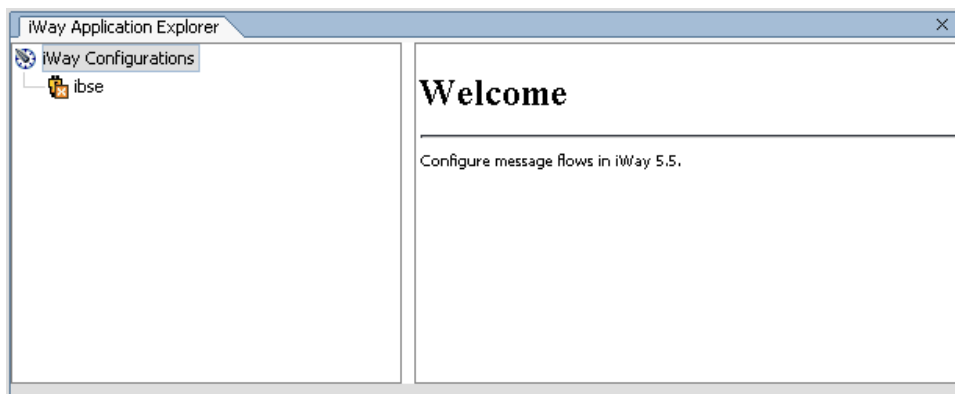 iWay Application Explorer
iWay Configurations
ibse
Welcome
Configure message flows in iWay 5.5.